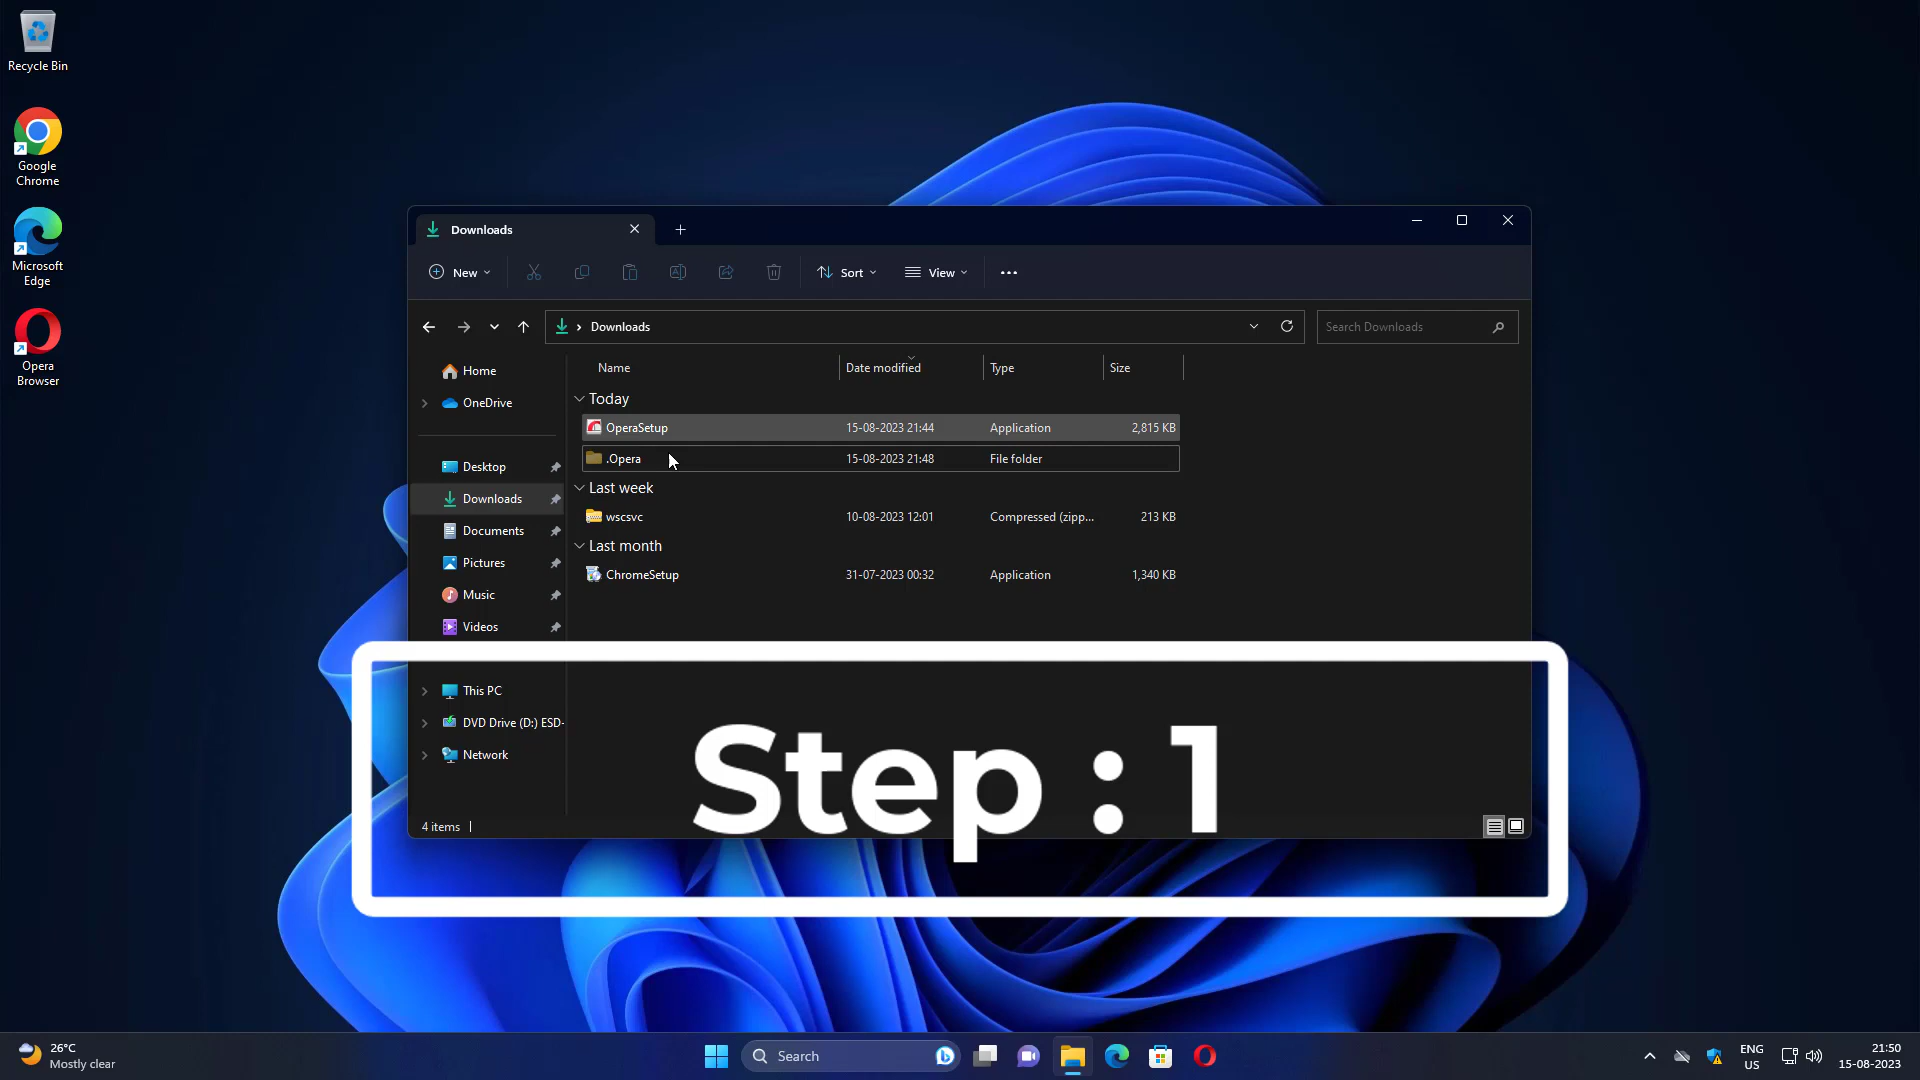 Recycle Bin
Google
Chrome
Microsoft
Edge
Opera
Browser
Downloads
New
Sort
View
Downloads
Search Downloads
Home
OneDrive
Desktop
Downloads
Documents
Pictures
Music
Videos
This PC
DVD Drive (D:) ESD-
Network
Name Date modified Type Size
Today
OperaSetup 15-08-2023 21:44 Application 2,815 KB
.Opera 15-08-2023 21:48 File folder
Last week
wscsvc 10-08-2023 12:01 Compressed (zipp... 213 KB
Last month
ChromeSetup 31-07-2023 00:32 Application 1,340 KB
Step : 1
4 items
26°C
Mostly clear
Search
ENG
US
21:50
15-08-2023